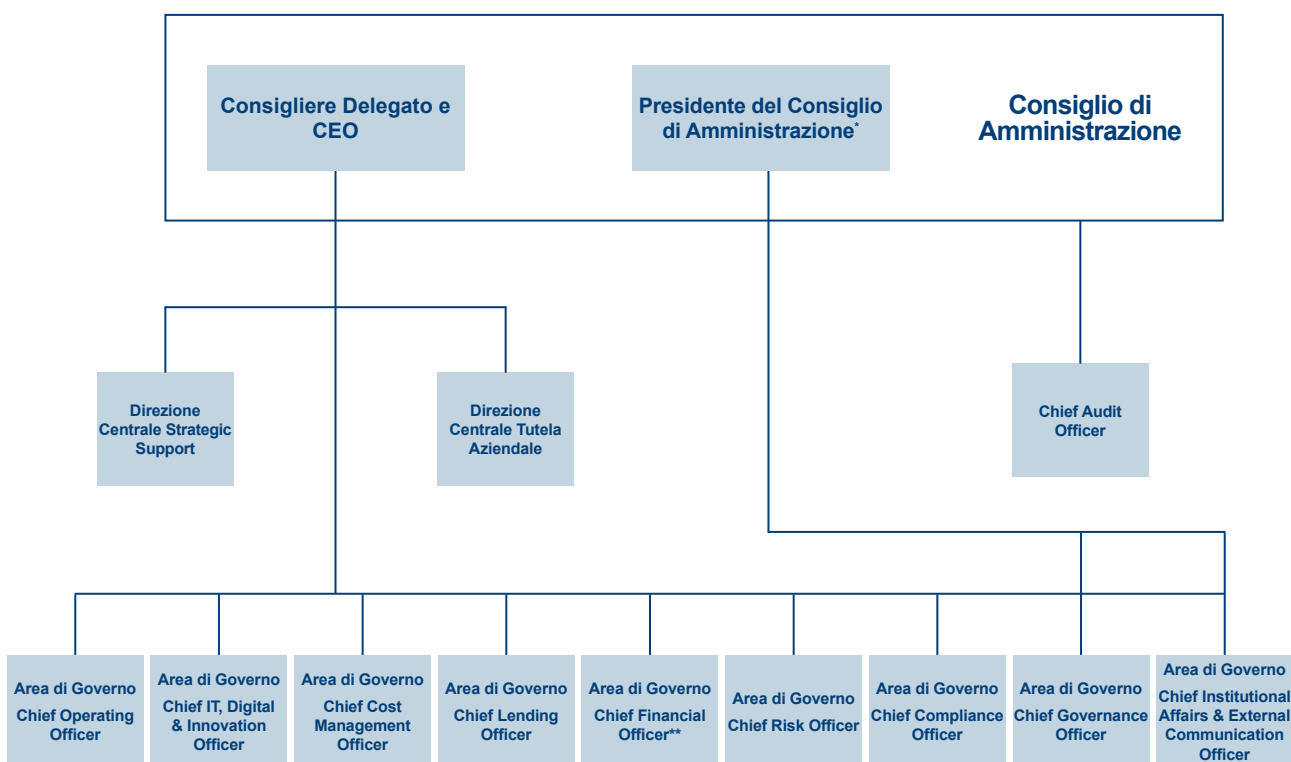 Consigliere Delegato e
CEO
Presidente del Consiglio
di Amministrazione*
Consiglio di
Amministrazione
Direzione
Centrale Strategic
Support
Direzione
Centrale Tutela
Aziendale
Chief Audit
Officer
Area di Governo
Chief Operating
Officer
Area di Governo
Chief IT, Digital
& Innovation
Officer
Area di Governo
Chief Cost
Management
Officer
Area di Governo
Chief Lending
Officer
Area di Governo
Chief Financial
Officer**
Area di Governo
Chief Risk Officer
Area di Governo
Chief Compliance
Officer
Area di Governo
Chief Governance
Officer
Area di Governo
Chief Institutional
Affairs & External
Communication
Officer